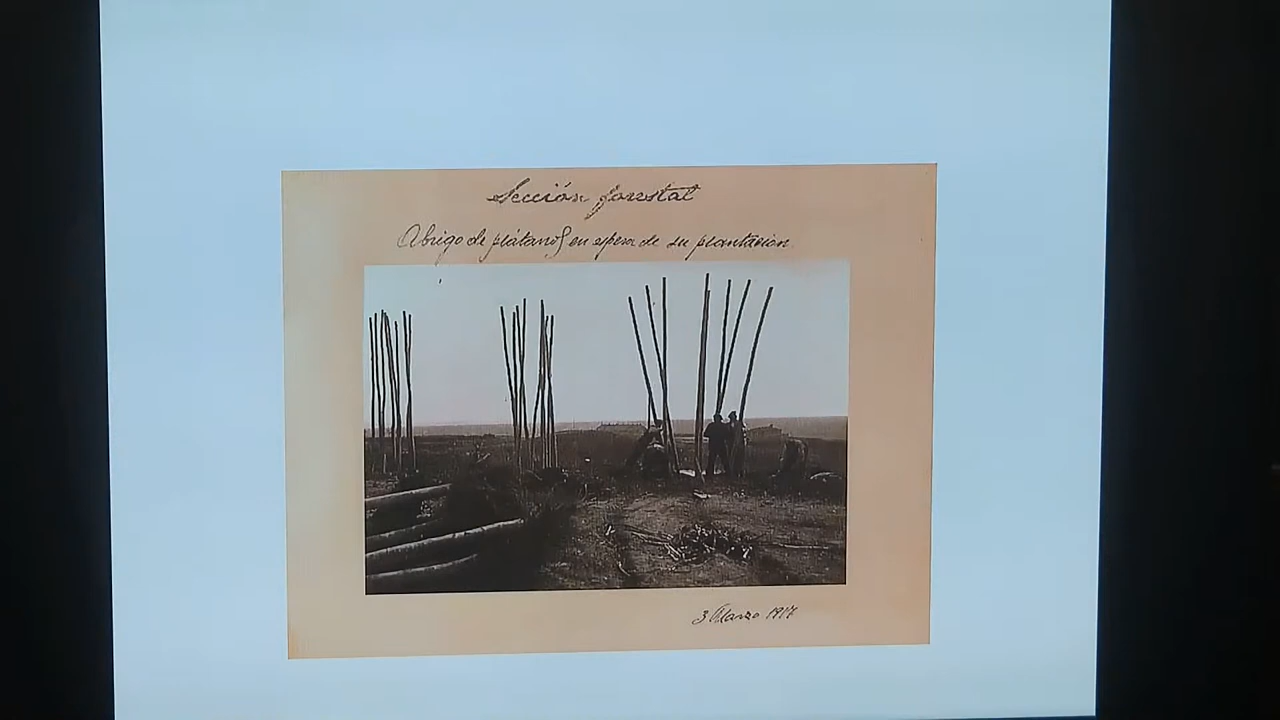 Sección forestal
Abrigo de plátanos en espera de su plantación
3 Marzo 1917